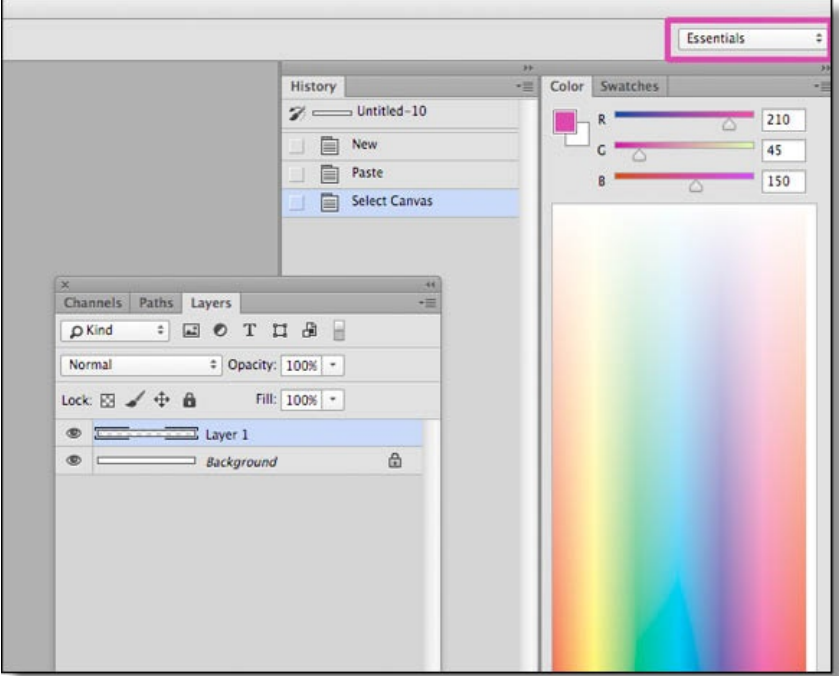 Essentials
History
Untitled-10
New
Paste
Select Canvas
Color Swatches
R 210
G 45
B 150
Channels Paths Layers
Kind T
Normal Opacity: 100%
Lock: Fill: 100%
Layer 1
Background